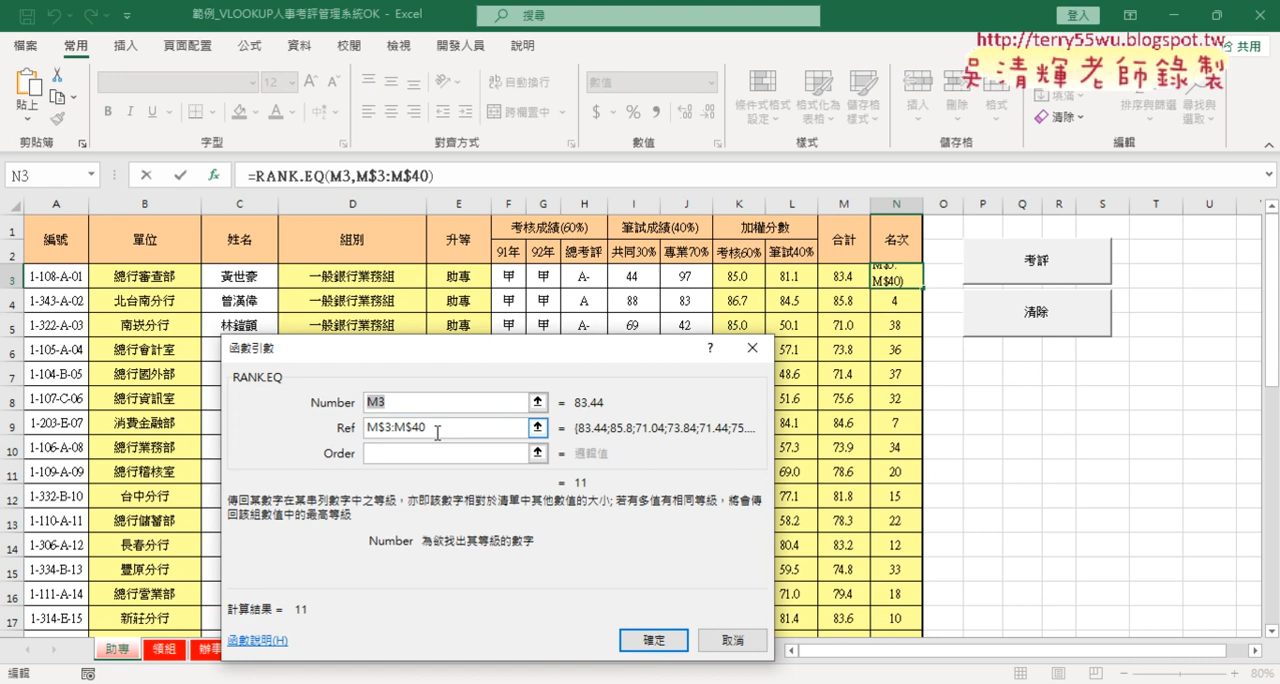 範例_VLOOKUP人事考評管理系統OK - Excel
搜尋
登入
檔案 常用 插入 頁面配置 公式 資料 校閱 檢視 開發人員 說明
http://terry55wu.blogspot.tw
共用
吳清輝老師錄製
貼上
12
自動換行
跨欄置中
數值
條件式格式設定
格式化為表格
儲存格樣式
插入 刪除 格式
填滿
清除
排序與篩選
尋找與選取
剪貼簿 字型 對齊方式 數值 樣式 儲存格 編輯
N3
=RANK.EQ(M3,M$3:M$40)
A B C D E F G H I J K L M N O P Q R S T U
1 編號 單位 姓名 組別 升等 考核成績(60%) 筆試成績(40%) 加權分數 合計 名次
2 91年 92年 總考評 共同30% 專業70% 考核60% 筆試40%
3 1-108-A-01 總行審查部 黃世豪 一般銀行業務組 助專 甲 甲 A- 44 97 85.0 81.1 83.4 M$40)
4 1-343-A-02 北台南分行 曾漢偉 一般銀行業務組 助專 甲 甲 A 88 83 86.7 84.5 85.8 4
5 1-322-A-03 南崁分行 林鎧顗 一般銀行業務組 助專 甲 甲 A- 69 42 85.0 50.1 71.0 38
6 1-105-A-04 總行會計室 57.1 73.8 36
7 1-104-B-05 總行國外部 48.6 71.4 37
8 1-107-C-06 總行資訊室 51.6 75.6 32
9 1-203-E-07 消費金融部 84.1 84.6 7
10 1-106-A-08 總行業務部 57.3 73.9 34
11 1-109-A-09 總行稽核室 69.0 78.6 20
12 1-332-B-10 台中分行 77.1 81.8 15
13 1-110-A-11 總行儲蓄部 58.2 78.3 22
14 1-306-A-12 長春分行 80.4 83.2 12
15 1-334-B-13 豐原分行 59.5 74.8 33
16 1-111-A-14 總行營業部 71.0 79.4 18
17 1-314-E-15 新莊分行 81.4 83.6 10
考評
清除
函數引數
?
RANK.EQ
Number M3 = 83.44
Ref M$3:M$40 = {83.44;85.8;71.04;73.84;71.44;75....
Order = 邏輯值
= 11
傳回某數字在某串列數字中之等級，亦即該數字相對於清單中其他數值的大小; 若有多值有相同等級，將會傳
回該組數值中的最高等級
Number 為欲找出其等級的數字
計算結果 = 11
函數說明(H)
確定
取消
助專 領組 辦事
編輯
80%